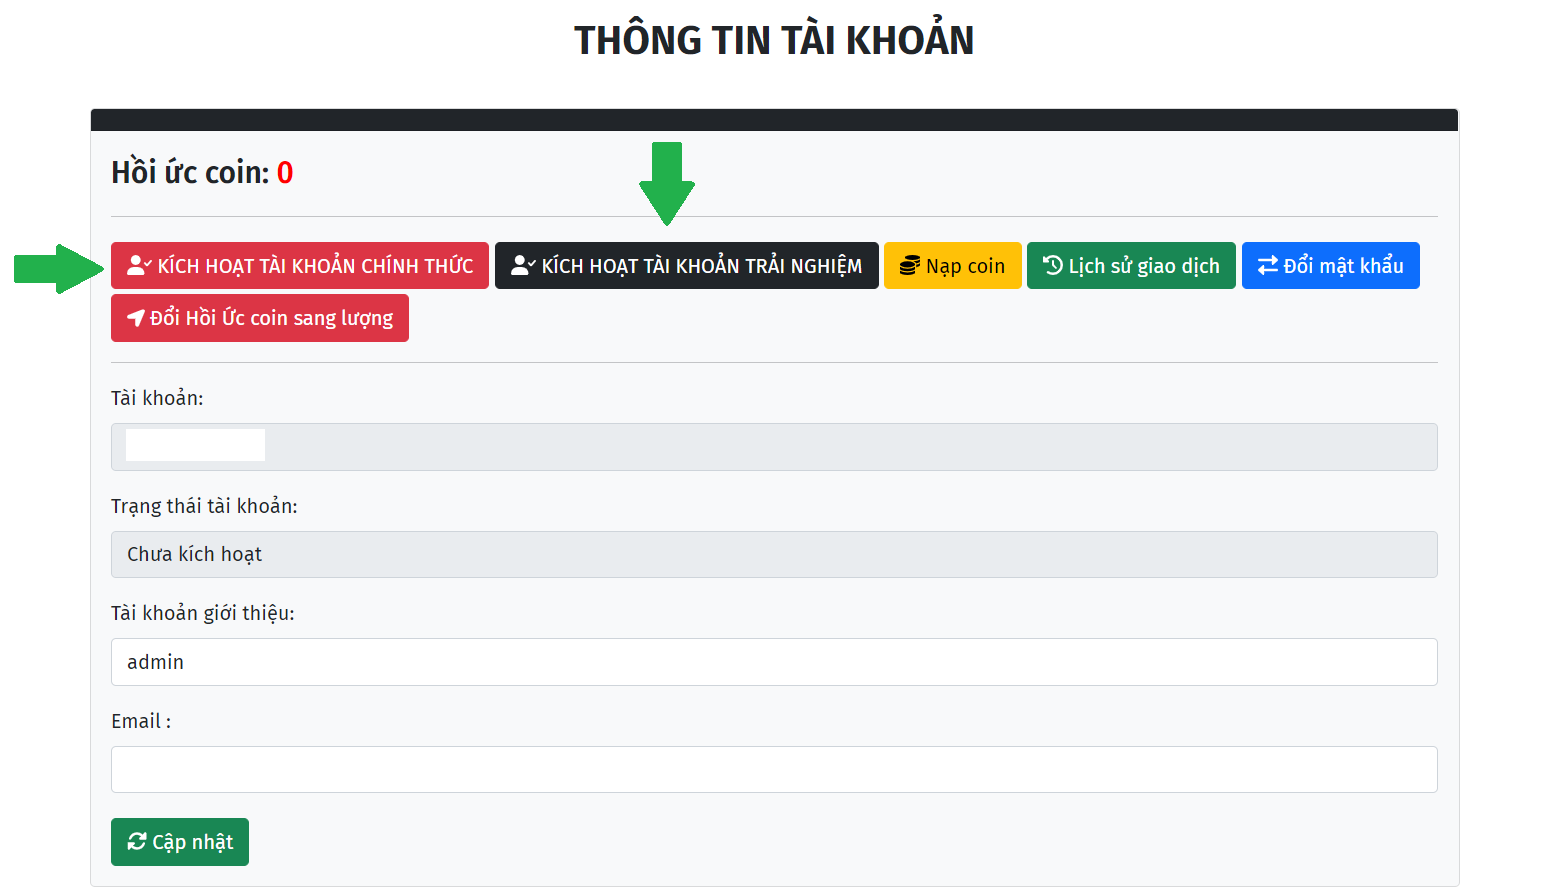 THÔNG TIN TÀI KHOẢN
Hồi ức coin: 0
KÍCH HOẠT TÀI KHOẢN CHÍNH THỨC KÍCH HOẠT TÀI KHOẢN TRẢI NGHIỆM Nạp coin Lịch sử giao dịch Đổi mật khẩu
Đổi Hồi Ức coin sang lượng
Tài khoản:
Trạng thái tài khoản:
Chưa kích hoạt
Tài khoản giới thiệu:
admin
Email :
Cập nhật